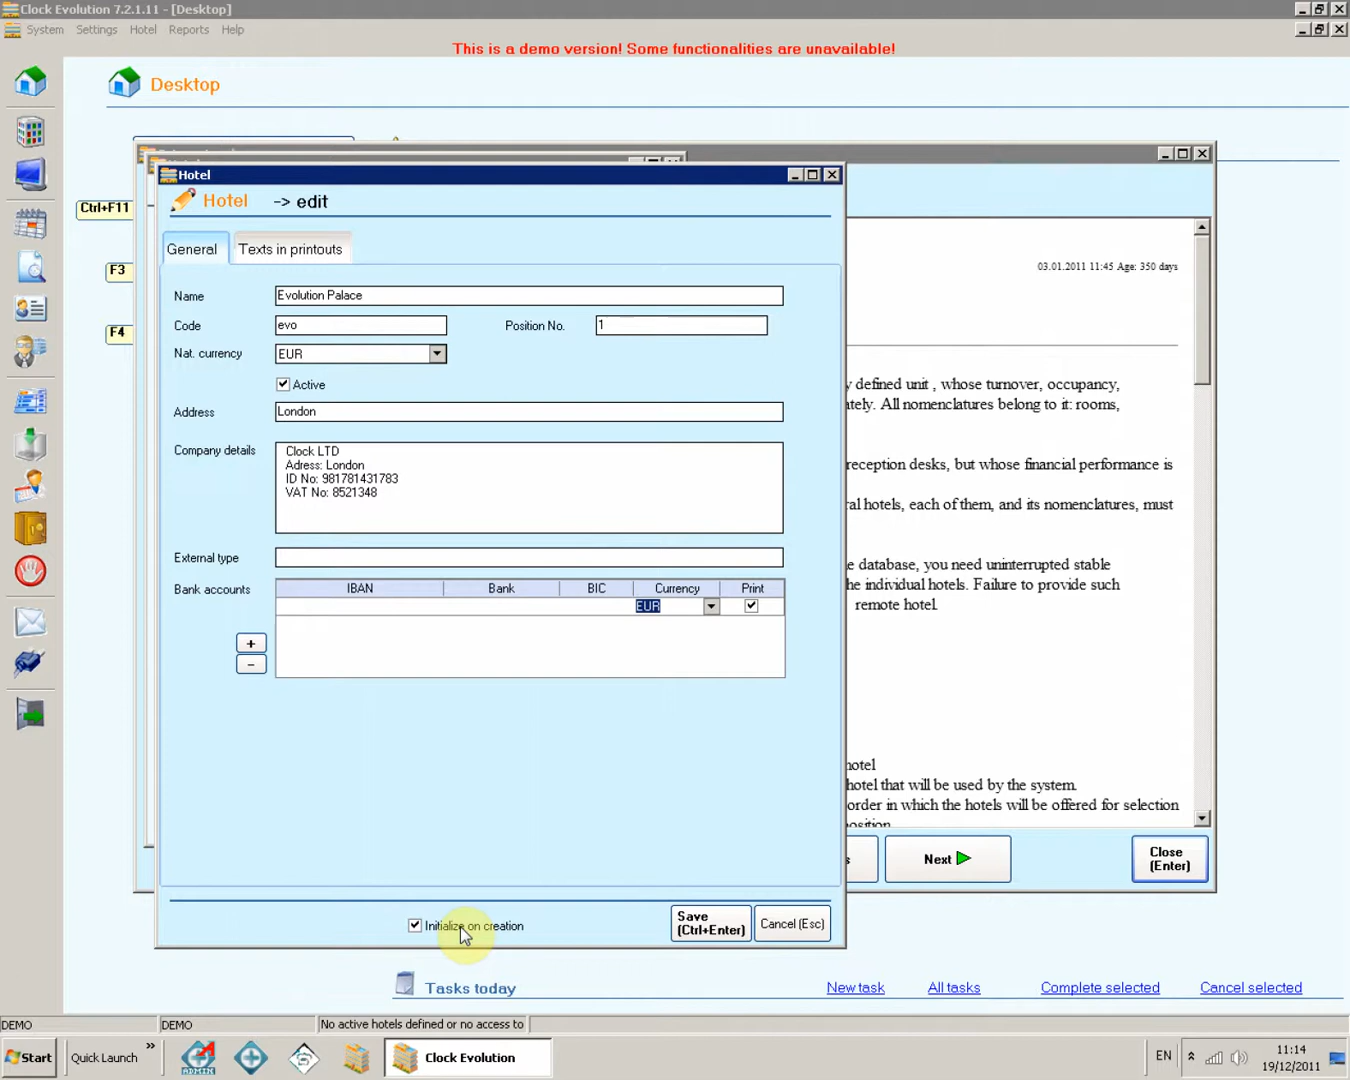 Clock Evolution 7.2.1.11 - [Desktop]
System Settings Hotel Reports Help
This is a demo version! Some functionalities are unavailable!
Desktop
Ctrl+F11
F3
F4
Hotel
Hotel -> edit
General Texts in printouts
Name Evolution Palace
Code evo Position No. 1
Nat. currency EUR
Active
Address London
Company details Clock LTD
Adress: London
ID No: 981781431783
VAT No: 8521348
External type
Bank accounts IBAN Bank BIC Currency Print
EUR
+
-
Initialize on creation Save (Ctrl+Enter) Cancel (Esc)
03.01.2011 11:45 Age: 350 days
y defined unit , whose turnover, occupancy,
ately. All nomenclatures belong to it: rooms,
reception desks, but whose financial performance is
ral hotels, each of them, and its nomenclatures, must
e database, you need uninterrupted stable
he individual hotels. Failure to provide such
remote hotel.
hotel
hotel that will be used by the system.
order in which the hotels will be offered for selection
position
s Next Close (Enter)
Tasks today New task All tasks Complete selected Cancel selected
DEMO DEMO No active hotels defined or no access to
Start Quick Launch » ADMIN Clock Evolution EN 11:14
19/12/2011